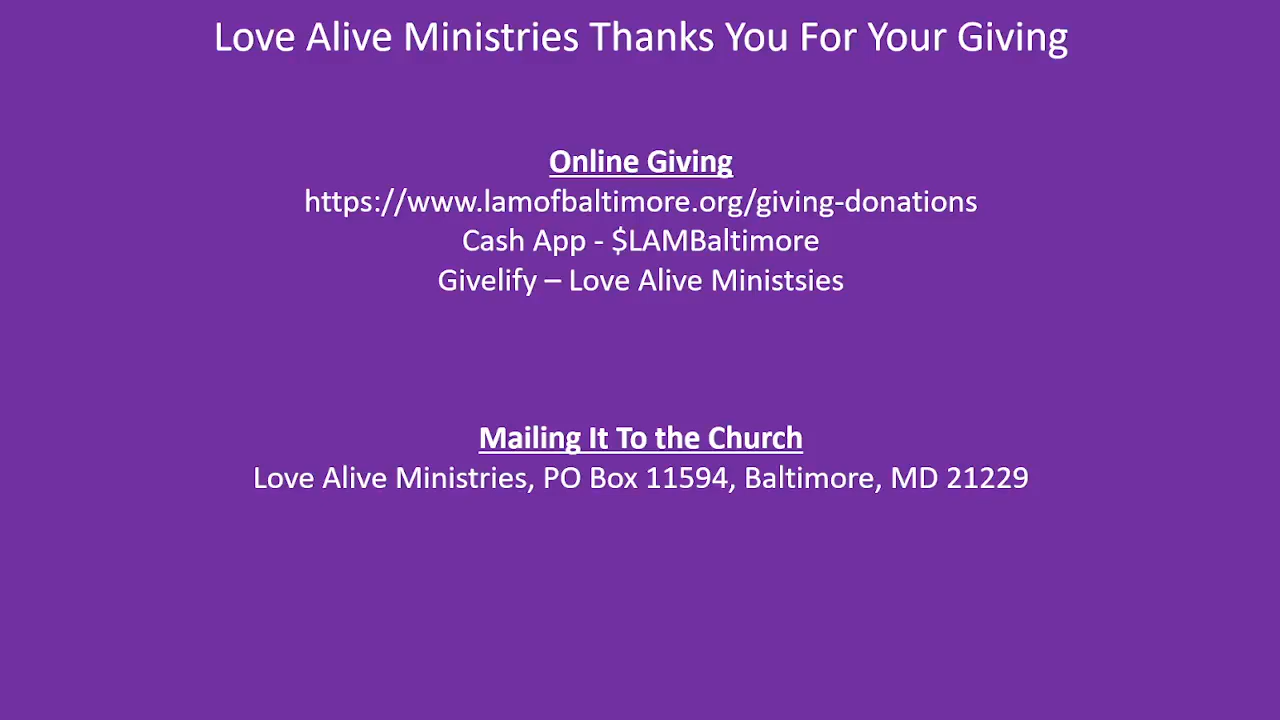 Love Alive Ministries Thanks You For Your Giving
Online Giving
https://www.lamofbaltimore.org/giving-donations
Cash App - $LAMBaltimore
Givelify – Love Alive Ministsies
Mailing It To the Church
Love Alive Ministries, PO Box 11594, Baltimore, MD 21229